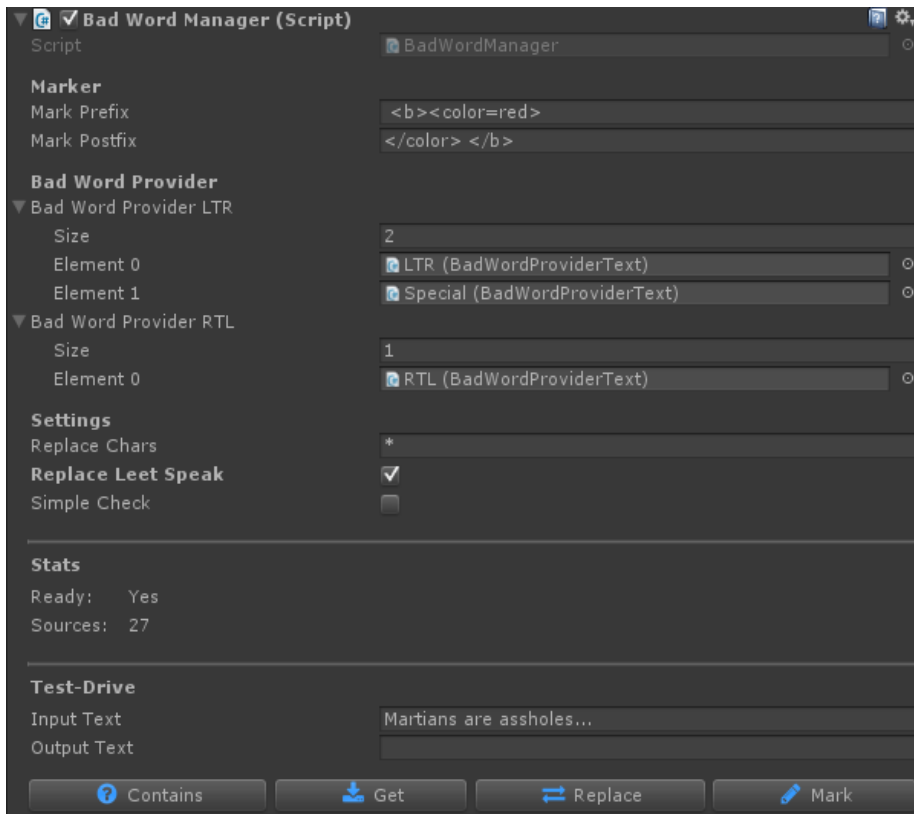 Bad Word Manager (Script)
Script BadWordManager
Marker
Mark Prefix <b><color=red>
Mark Postfix </color> </b>
Bad Word Provider
Bad Word Provider LTR
Size 2
Element 0 LTR (BadWordProviderText)
Element 1 Special (BadWordProviderText)
Bad Word Provider RTL
Size 1
Element 0 RTL (BadWordProviderText)
Settings
Replace Chars *
Replace Leet Speak
Simple Check
Stats
Ready: Yes
Sources: 27
Test-Drive
Input Text Martians are assholes...
Output Text
Contains Get Replace Mark